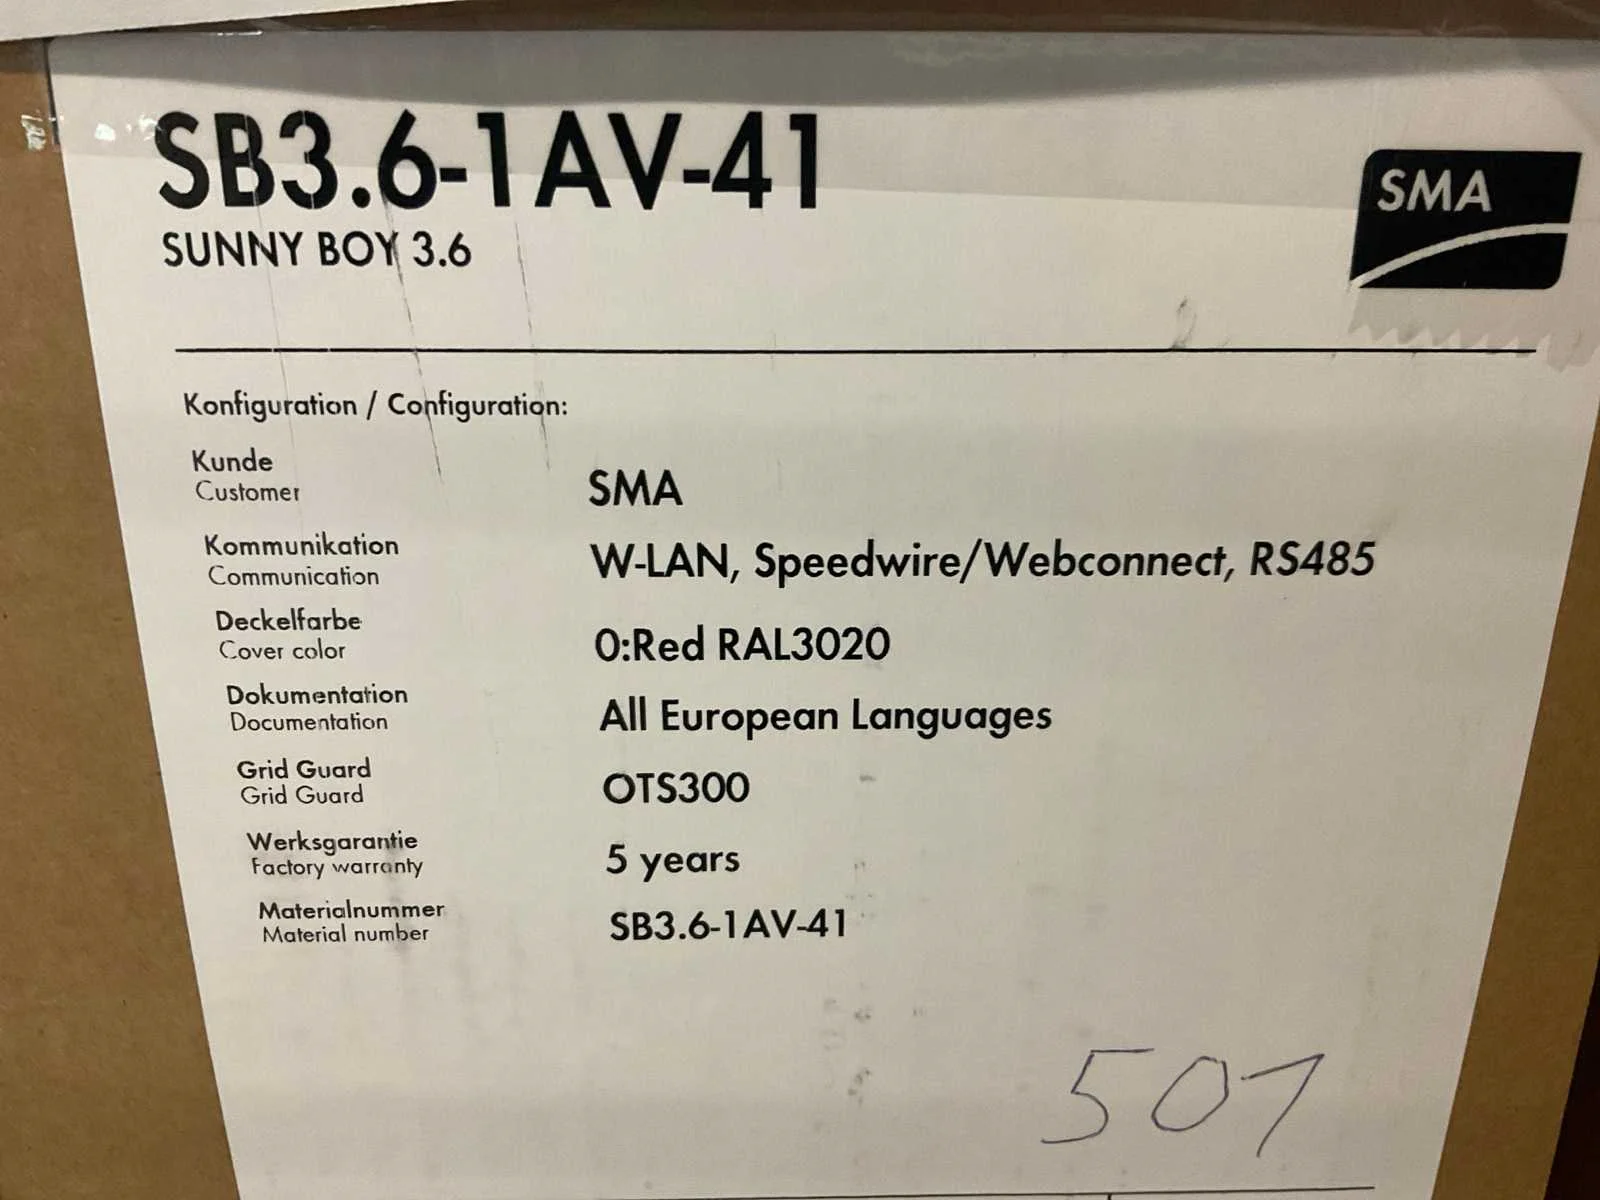 SB3.6-1AV-41
SMA
SUNNY BOY 3.6
Konfiguration / Configuration:
Kunde
Customer
SMA
Kommunikation
Communication
W-LAN, Speedwire/Webconnect, RS485
Deckelfarbe
Cover color
0:Red RAL3020
Dokumentation
Documentation
All European Languages
Grid Guard
Grid Guard
OTS300
Werksgarantie
Factory warranty
5 years
Materialnummer
Material number
SB3.6-1AV-41
507